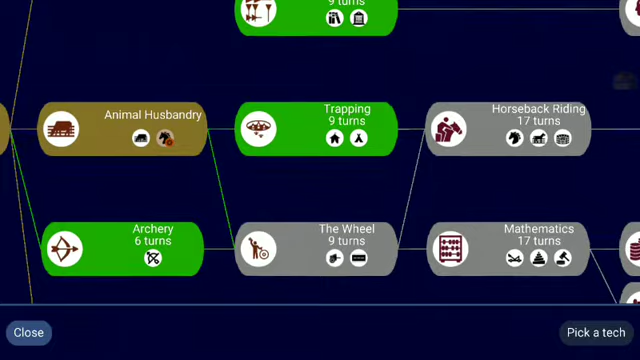 9 turns
Animal Husbandry
Trapping
9 turns
Horseback Riding
17 turns
Archery
6 turns
The Wheel
9 turns
Mathematics
17 turns
Close
Pick a tech